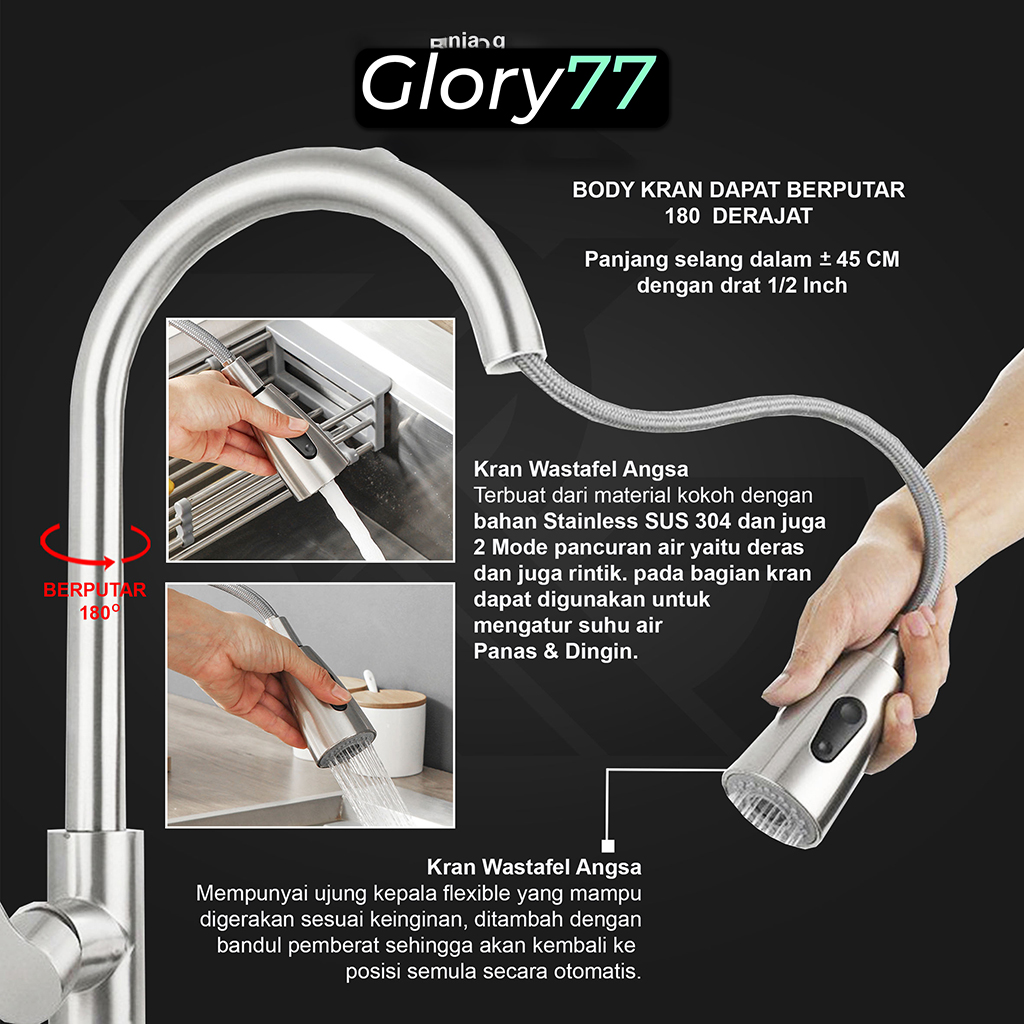 Glory77
BODY KRAN DAPAT BERPUTAR
180 DERAJAT
Panjang selang dalam ± 45 CM
dengan drat 1/2 Inch
Kran Wastafel Angsa
Terbuat dari material kokoh dengan
bahan Stainless SUS 304 dan juga
2 Mode pancuran air yaitu deras
dan juga rintik. pada bagian kran
dapat digunakan untuk
mengatur suhu air
Panas & Dingin.
BERPUTAR
180°
Kran Wastafel Angsa
Mempunyai ujung kepala flexible yang mampu
digerakan sesuai keinginan, ditambah dengan
bandul pemberat sehingga akan kembali ke
posisi semula secara otomatis.